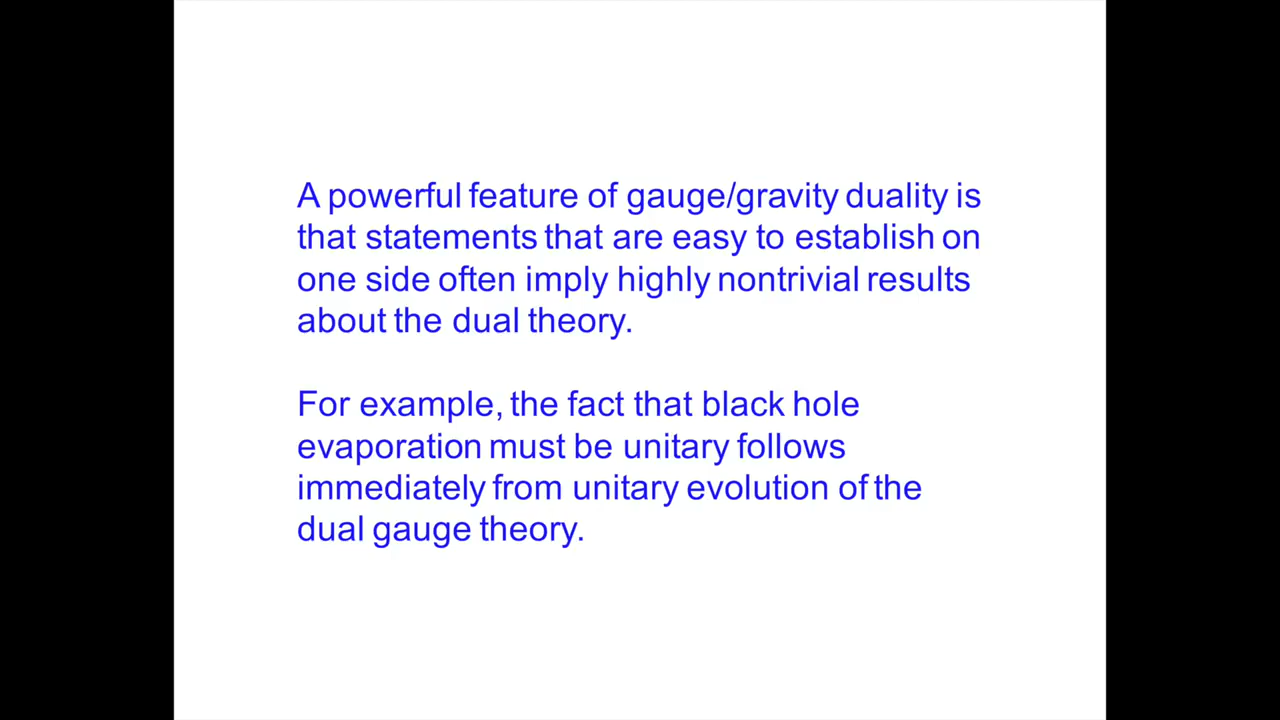 A powerful feature of gauge/gravity duality is
that statements that are easy to establish on
one side often imply highly nontrivial results
about the dual theory.
For example, the fact that black hole
evaporation must be unitary follows
immediately from unitary evolution of the
dual gauge theory.